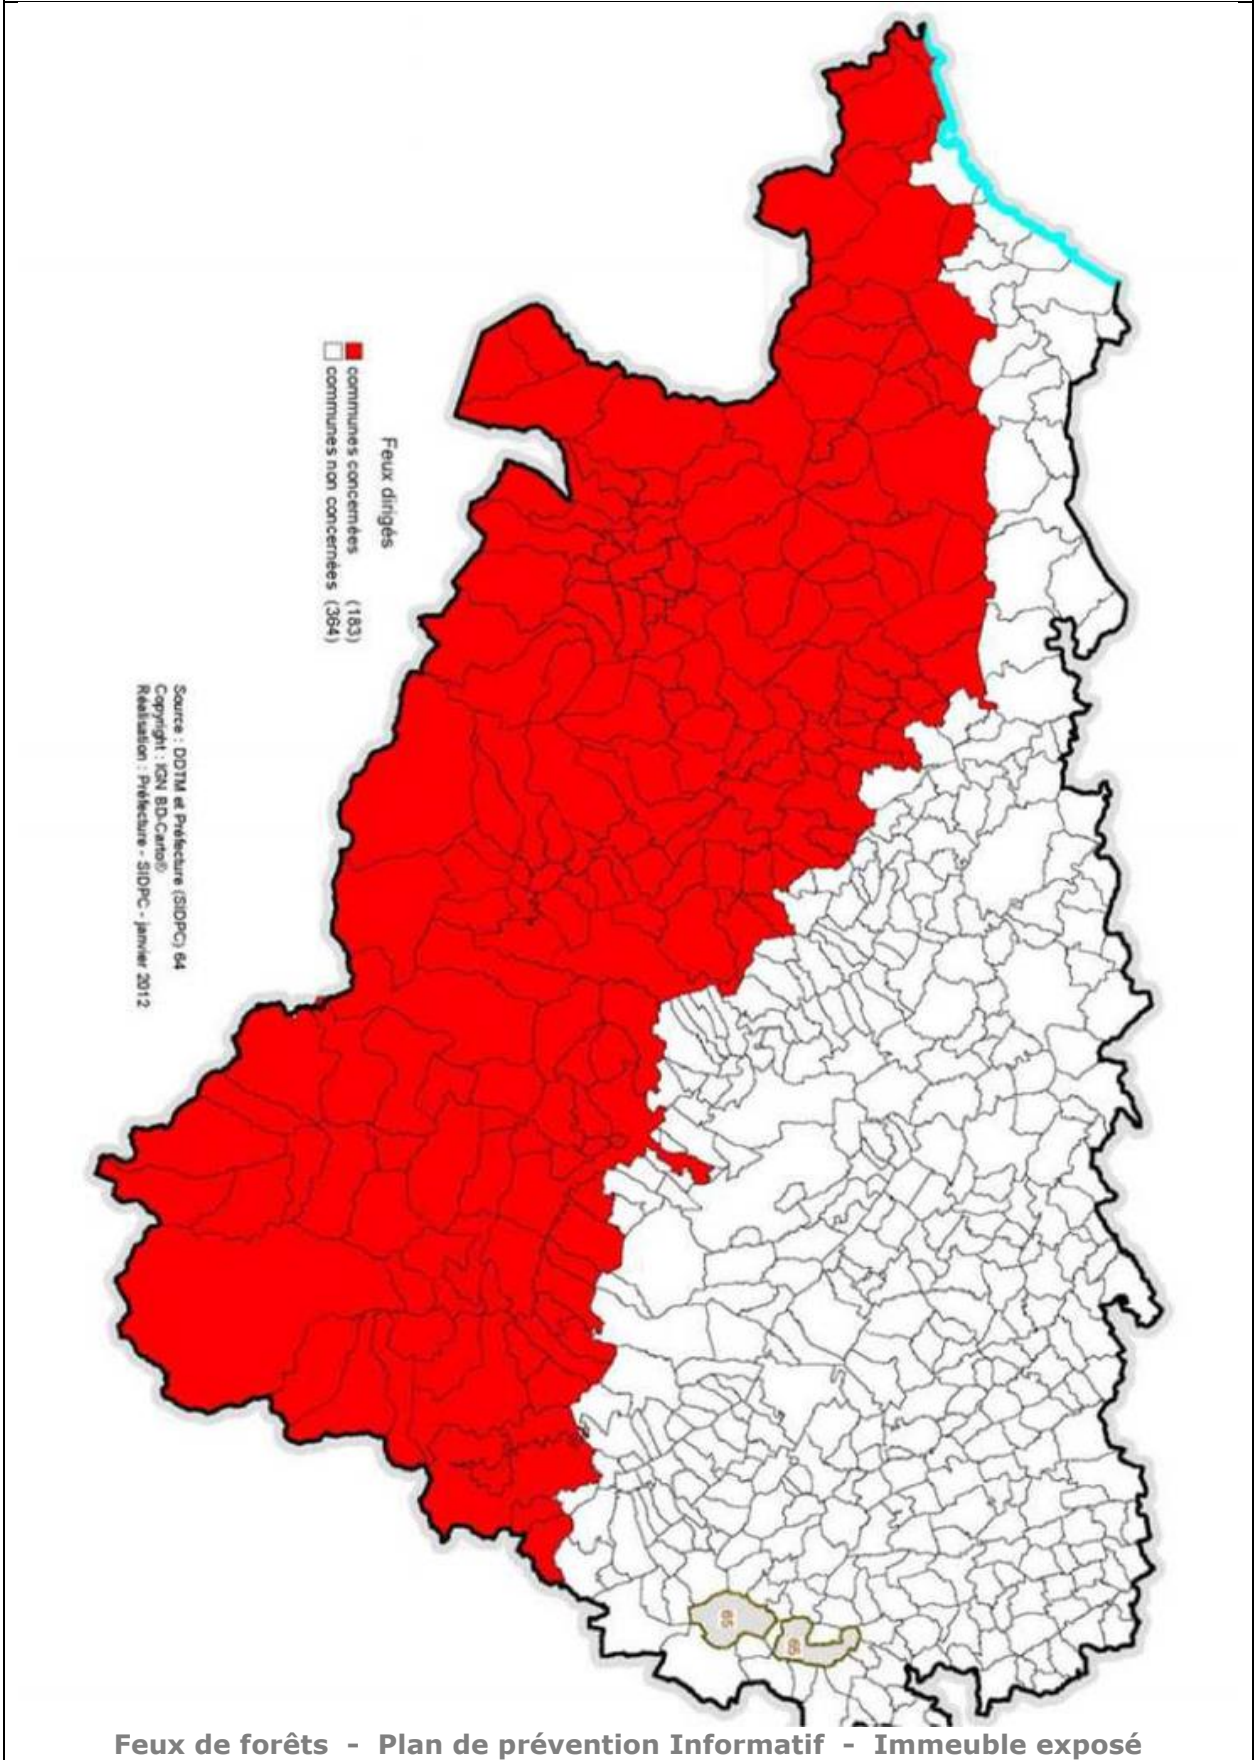 Feux dirigés
communes concernées (183)
communes non concernées (364)
Source : DDTM et Préfecture (SIDPC) 64
Copyright : IGN BD-Carto®
Réalisation : Préfecture - SIDPC - janvier 2012
65
65
Feux de forêts - Plan de prévention Informatif - Immeuble exposé